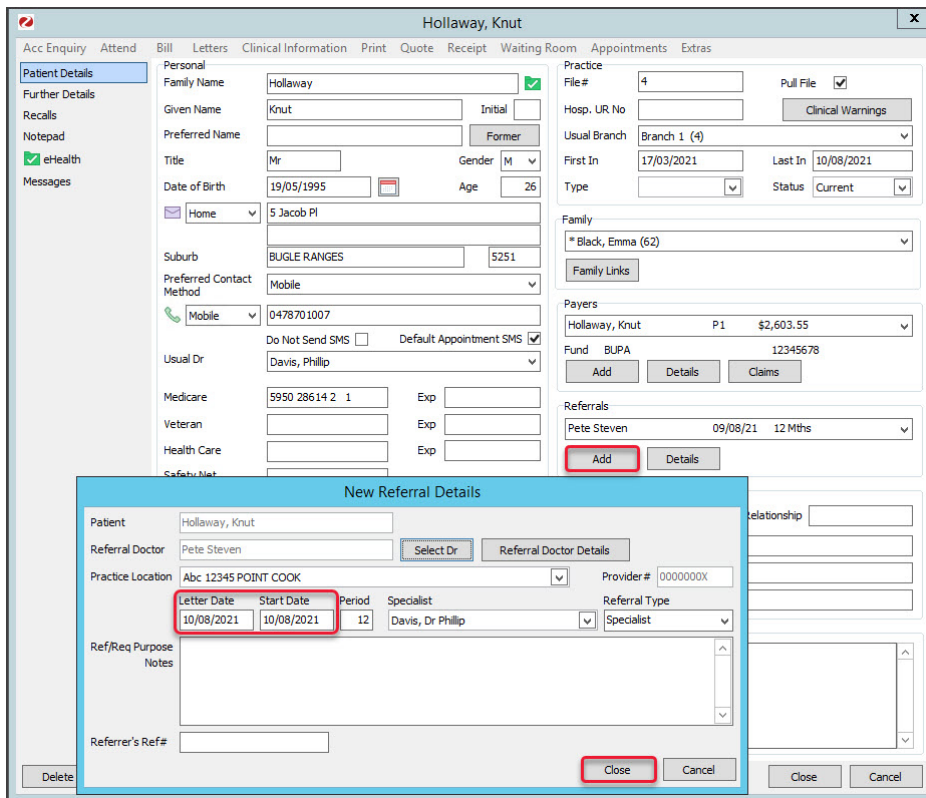 Hollaway, Knut
x
Acc Enquiry Attend Bill Letters Clinical Information Print Quote Receipt Waiting Room Appointments Extras
Patient Details
Further Details
Recalls
Notepad
eHealth
Messages
Personal
Family Name Hollaway
Given Name Knut Initial
Preferred Name Former
Title Mr Gender M
Date of Birth 19/05/1995 Age 26
Home 5 Jacob Pl
Suburb BUGLE RANGES 5251
Preferred Contact
Method
Mobile
Mobile 0478701007
Do Not Send SMS Default Appointment SMS
Usual Dr Davis, Phillip
Medicare 5950 28614 2 1 Exp
Veteran Exp
Health Care Exp
Safety Net
Practice
File# 4 Pull File
Hosp. UR No Clinical Warnings
Usual Branch Branch 1 (4)
First In 17/03/2021 Last In 10/08/2021
Type Status Current
Family
* Black, Emma (62)
Family Links
Payers
Hollaway, Knut P1 $2,603.55
Fund BUPA 12345678
Add Details Claims
Referrals
Pete Steven 09/08/21 12 Mths
Add Details
Relationship
New Referral Details
Patient Hollaway, Knut
Referral Doctor Pete Steven Select Dr Referral Doctor Details
Practice Location Abc 12345 POINT COOK Provider# 0000000X
Letter Date Start Date Period Specialist Referral Type
10/08/2021 10/08/2021 12 Davis, Dr Phillip Specialist
Ref/Req Purpose
Notes
Referrer's Ref#
Close Cancel
Delete Close Cancel